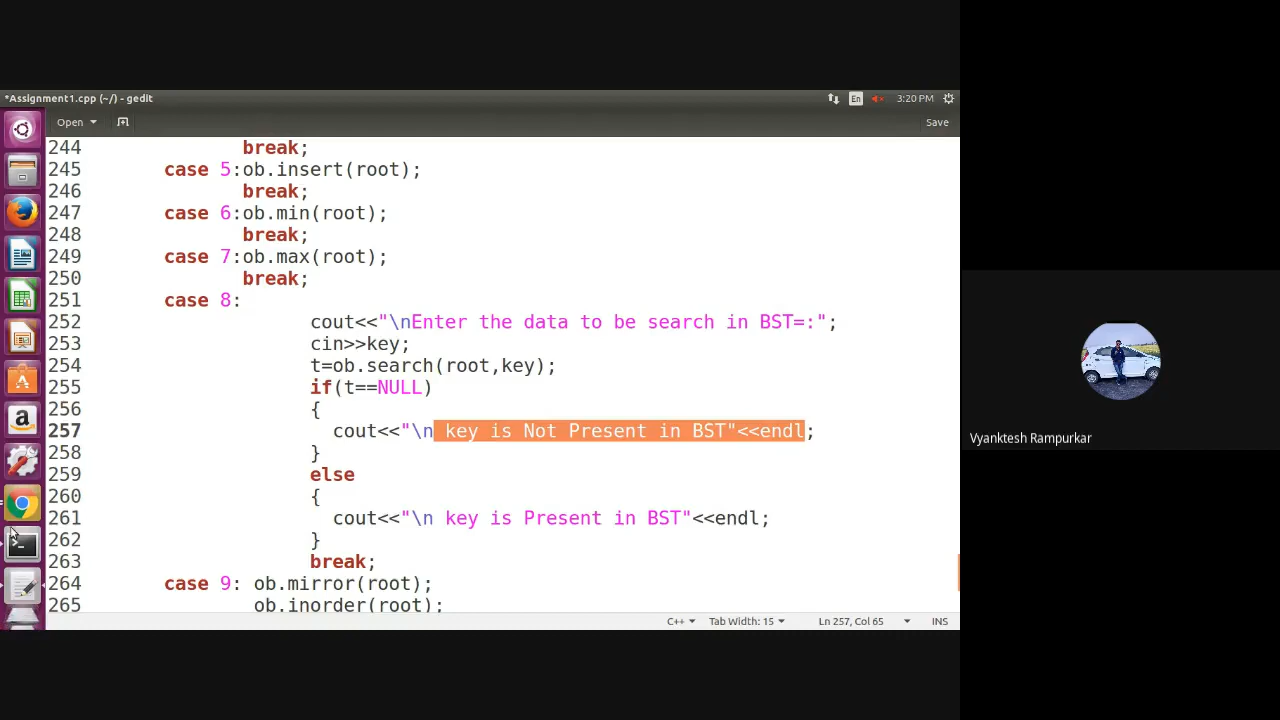 *Assignment1.cpp (~/) - gedit
En
3:20 PM
Open
Save
244 break;
245 case 5:ob.insert(root);
246 break;
247 case 6:ob.min(root);
248 break;
249 case 7:ob.max(root);
250 break;
251 case 8:
252 cout<<"\nEnter the data to be search in BST=:";
253 cin>>key;
254 t=ob.search(root,key);
255 if(t==NULL)
256 {
257 cout<<"\n key is Not Present in BST"<<endl;
258 }
259 else
260 {
261 cout<<"\n key is Present in BST"<<endl;
262 }
263 break;
264 case 9: ob.mirror(root);
265 ob.inorder(root);
C++ Tab Width: 15 Ln 257, Col 65 INS
Vyanktesh Rampurkar